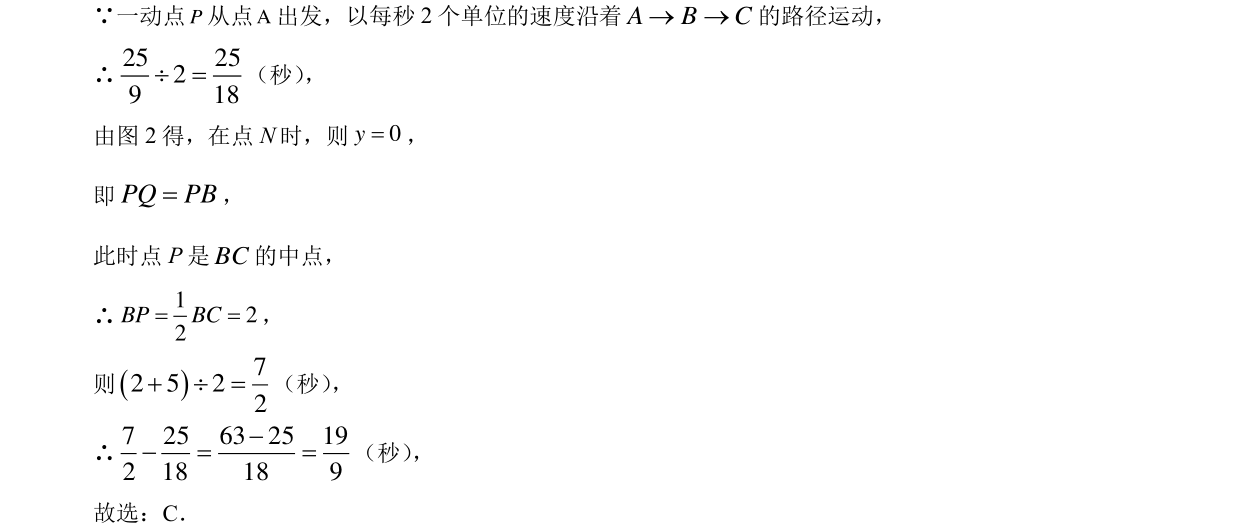 ∵一动点 P 从点 A 出发，以每秒 2 个单位的速度沿着 A→B→C 的路径运动，
∴ 25/9 ÷ 2 = 25/18（秒），
由图 2 得，在点 N 时，则 y = 0，
即 PQ = PB，
此时点 P 是 BC 的中点，
∴ BP = 1/2 BC = 2，
则 (2+5) ÷ 2 = 7/2（秒），
∴ 7/2 − 25/18 = (63−25)/18 = 19/9（秒），
故选：C．